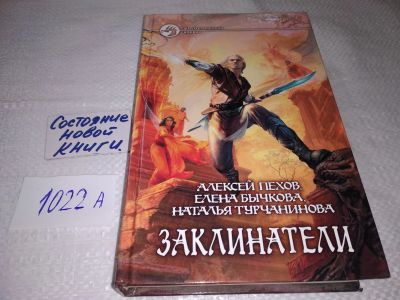 Состояние
новой
книги.
1022 А
АЛЕКСЕЙ ПЕХОВ
ЕЛЕНА БЫЧКОВА
НАТАЛЬЯ ТУРЧАНИНОВА
ЗАКЛИНАТЕЛИ